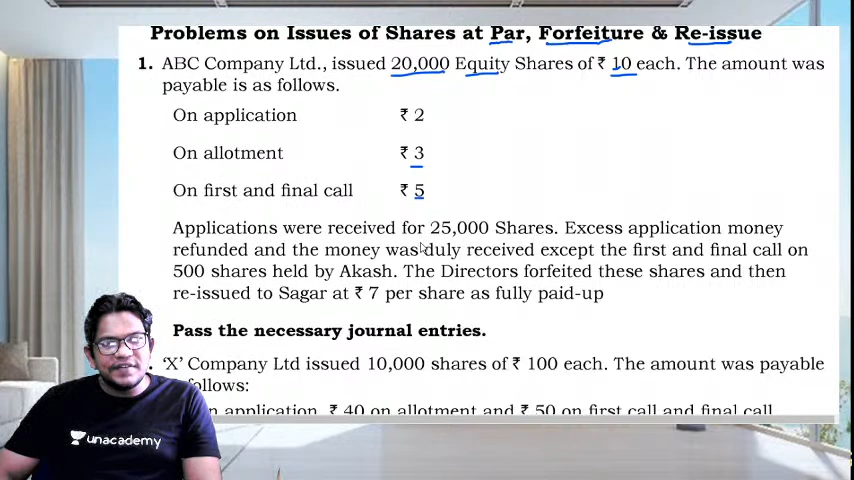 Problems on Issues of Shares at Par, Forfeiture & Re-issue
1. ABC Company Ltd., issued 20,000 Equity Shares of ₹ 10 each. The amount was
payable is as follows.
On application ₹ 2
On allotment ₹ 3
On first and final call ₹ 5
Applications were received for 25,000 Shares. Excess application money
refunded and the money was duly received except the first and final call on
500 shares held by Akash. The Directors forfeited these shares and then
re-issued to Sagar at ₹ 7 per share as fully paid-up
Pass the necessary journal entries.
'X' Company Ltd issued 10,000 shares of ₹ 100 each. The amount was payable
follows:
n application, ₹ 40 on allotment and ₹ 50 on first call and final call
unacademy